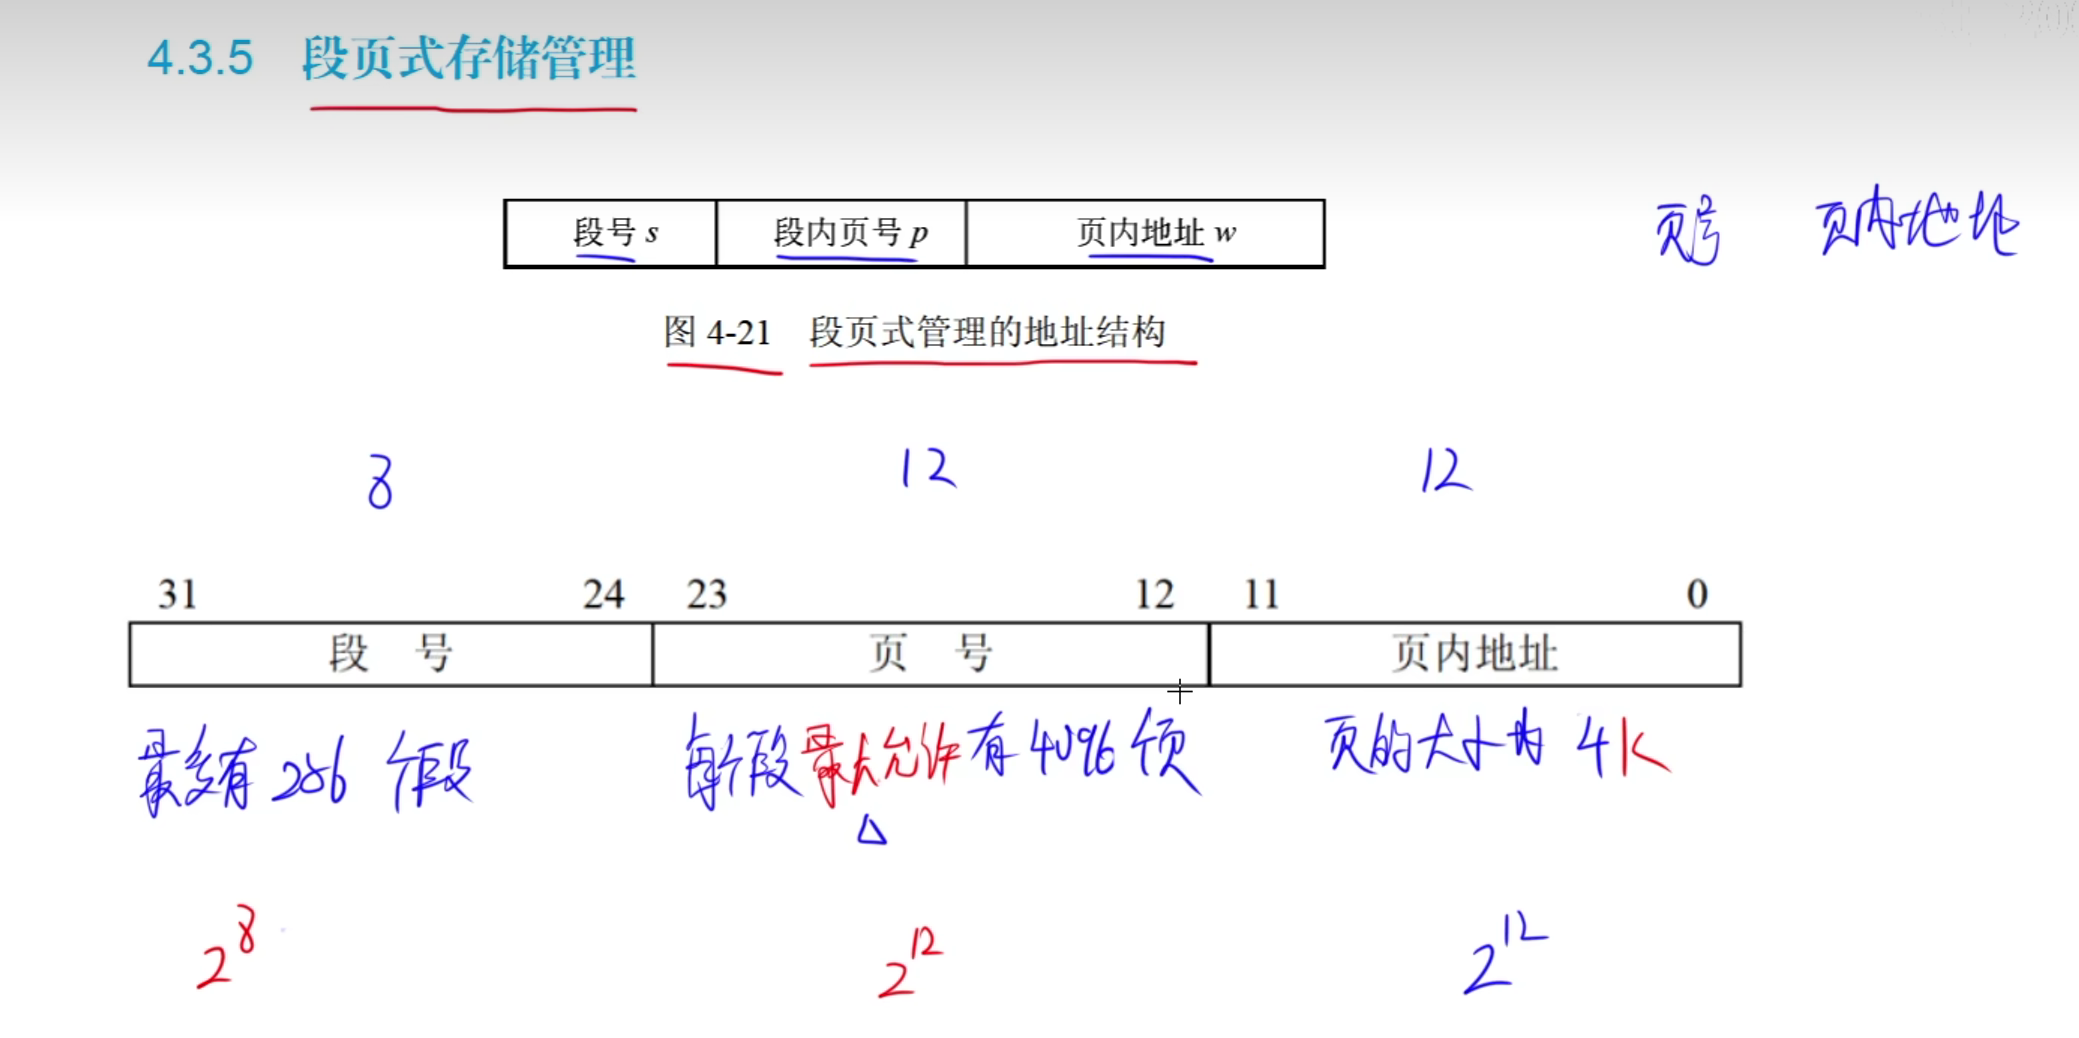 4.3.5 段页式存储管理
段号 s 段内页号 p 页内地址 w
页号 页内地址
图 4-21 段页式管理的地址结构
8 12 12
31 24 23 12 11 0
段 号 页 号 页内地址
最多有 256 个段 每个段最大允许有 4096 个页 页的大小为 4K
2^8 2^12 2^12